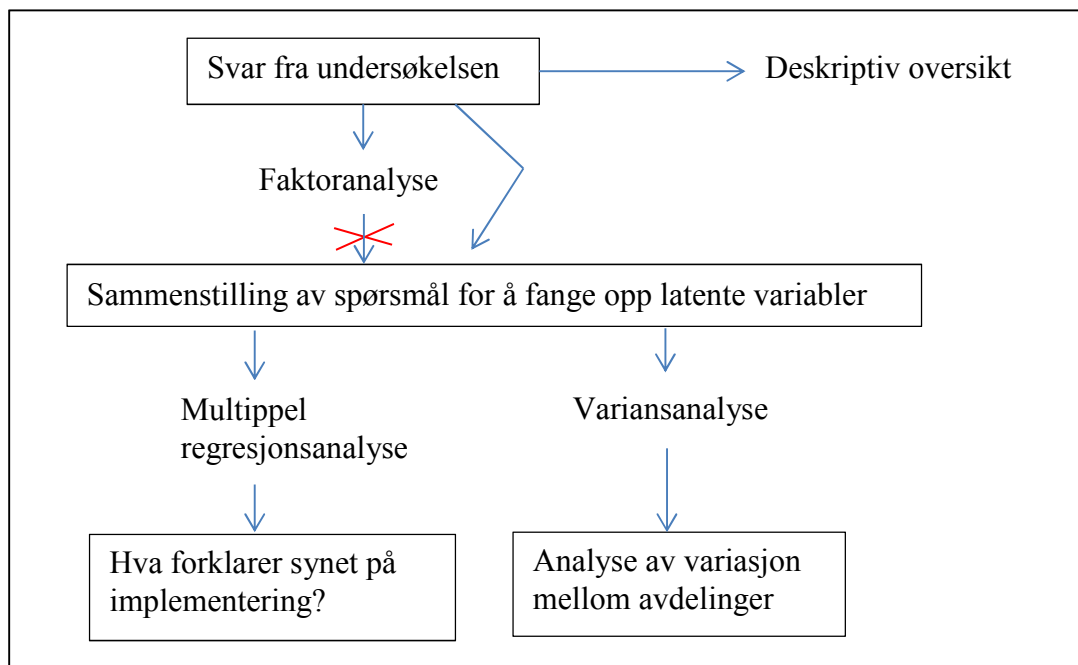 Svar fra undersøkelsen
Deskriptiv oversikt
Faktoranalyse
Sammenstilling av spørsmål for å fange opp latente variabler
Multippel
regresjonsanalyse
Variansanalyse
Hva forklarer synet på
implementering?
Analyse av variasjon
mellom avdelinger